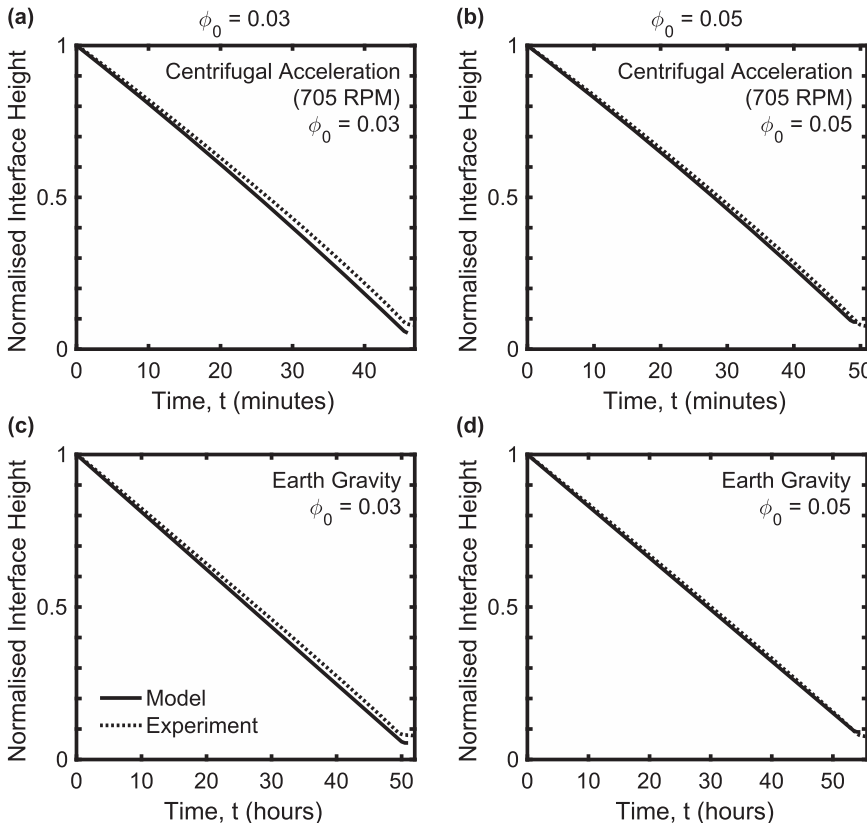 (a)
ϕ0 = 0.03
Normalised Interface Height
1
0.5
0
Centrifugal Acceleration
(705 RPM)
ϕ0 = 0.03
0 10 20 30 40
Time, t (minutes)
(b)
ϕ0 = 0.05
Normalised Interface Height
1
0.5
0
Centrifugal Acceleration
(705 RPM)
ϕ0 = 0.05
0 10 20 30 40 50
Time, t (minutes)
(c)
Normalised Interface Height
1
0.5
0
Earth Gravity
ϕ0 = 0.03
Model
Experiment
0 10 20 30 40 50
Time, t (hours)
(d)
Normalised Interface Height
1
0.5
0
Earth Gravity
ϕ0 = 0.05
0 10 20 30 40 50
Time, t (hours)